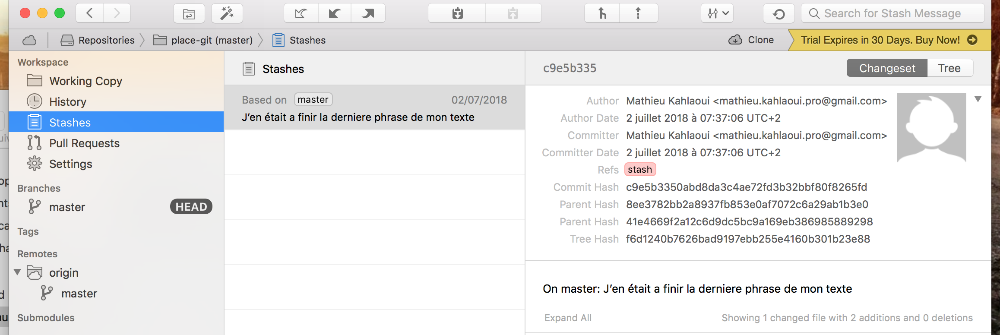 Search for Stash Message
Repositories
place-git (master)
Stashes
Clone
Trial Expires in 30 Days. Buy Now!
Workspace
Working Copy
History
Stashes
Pull Requests
Settings
Branches
master
HEAD
Tags
Remotes
origin
master
Submodules
Stashes
Based on master 02/07/2018
J’en était a finir la derniere phrase de mon texte
c9e5b335
Changeset Tree
Author Mathieu Kahlaoui <mathieu.kahlaoui.pro@gmail.com>
Author Date 2 juillet 2018 à 07:37:06 UTC+2
Committer Mathieu Kahlaoui <mathieu.kahlaoui.pro@gmail.com>
Committer Date 2 juillet 2018 à 07:37:06 UTC+2
Refs stash
Commit Hash c9e5b3350abd8da3c4ae72fd3b32bbf80f8265fd
Parent Hash 8ee3782bb2a8937fb853e0af7072c6a29ab1b3e0
Parent Hash 41e4669f2a12c6d9dc5bc9a169eb386985889298
Tree Hash f6d1240b7626bad9197ebb255e4160b301b23e88
On master: J’en était a finir la derniere phrase de mon texte
Expand All
Showing 1 changed file with 2 additions and 0 deletions